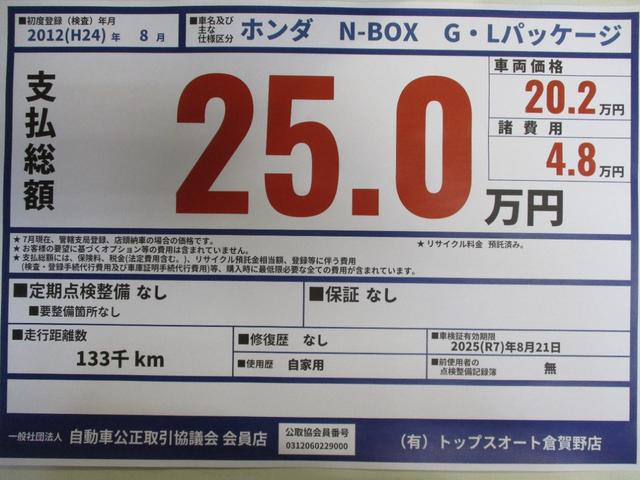 ■初度登録（検査）年月
2012(H24) 年 8 月
■車名及び主な仕様区分 ホンダ N-BOX G・Lパッケージ
支払総額 25.0 万円
車両価格
20.2 万円
諸費用
4.8 万円
★ 7月現在、管轄支局登録、店頭納車の場合の価格です。
★ お客様の要望に基づくオプション等の費用は含まれていません。
★ 支払総額には、保険料、税金(法定費用含む。)、リサイクル預託金相当額、登録等に伴う費用
(検査・登録手続代行費用及び車庫証明手続代行費用)等、購入時に最低限必要な全ての費用が含まれています。
★ リサイクル料金 預託済み。
■定期点検整備 なし
■要整備箇所なし
■保証 なし
■走行距離数
133千 km
■修復歴 なし
■使用歴 自家用
■車検証有効期限
2025(R7)年8月21日
■前使用者の点検整備記録簿 無
一般社団法人 自動車公正取引協議会 会員店
公取協会員番号
0312060229000
（有）トップスオート倉賀野店